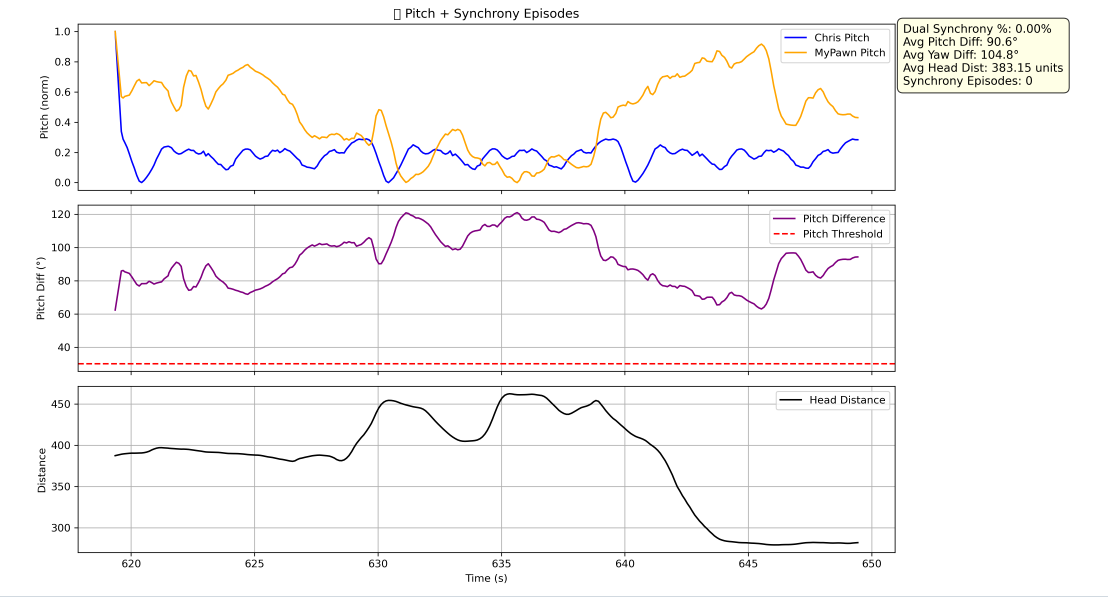 ▯ Pitch + Synchrony Episodes
Dual Synchrony %: 0.00%
Avg Pitch Diff: 90.6°
Avg Yaw Diff: 104.8°
Avg Head Dist: 383.15 units
Synchrony Episodes: 0
Pitch (norm)
1.0
0.8
0.6
0.4
0.2
0.0
Chris Pitch
MyPawn Pitch
Pitch Diff (°)
120
100
80
60
40
Pitch Difference
Pitch Threshold
Distance
450
400
350
300
Head Distance
620 625 630 635 640 645 650
Time (s)